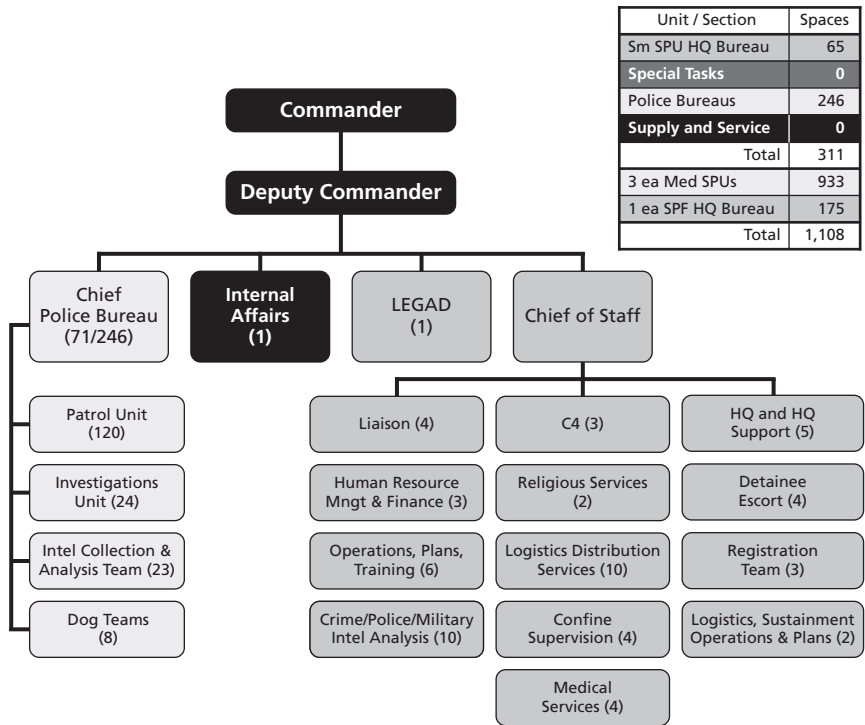 Unit / Section Spaces
Sm SPU HQ Bureau 65
Special Tasks 0
Police Bureaus 246
Supply and Service 0
Total 311
3 ea Med SPUs 933
1 ea SPF HQ Bureau 175
Total 1,108
Commander
Deputy Commander
Chief
Police Bureau
(71/246)
Internal
Affairs
(1)
LEGAD
(1)
Chief of Staff
Patrol Unit
(120)
Investigations
Unit (24)
Intel Collection &
Analysis Team (23)
Dog Teams
(8)
Liaison (4)
Human Resource
Mngt & Finance (3)
Operations, Plans,
Training (6)
Crime/Police/Military
Intel Analysis (10)
C4 (3)
Religious Services
(2)
Logistics Distribution
Services (10)
Confine
Supervision (4)
Medical
Services (4)
HQ and HQ
Support (5)
Detainee
Escort (4)
Registration
Team (3)
Logistics, Sustainment
Operations & Plans (2)